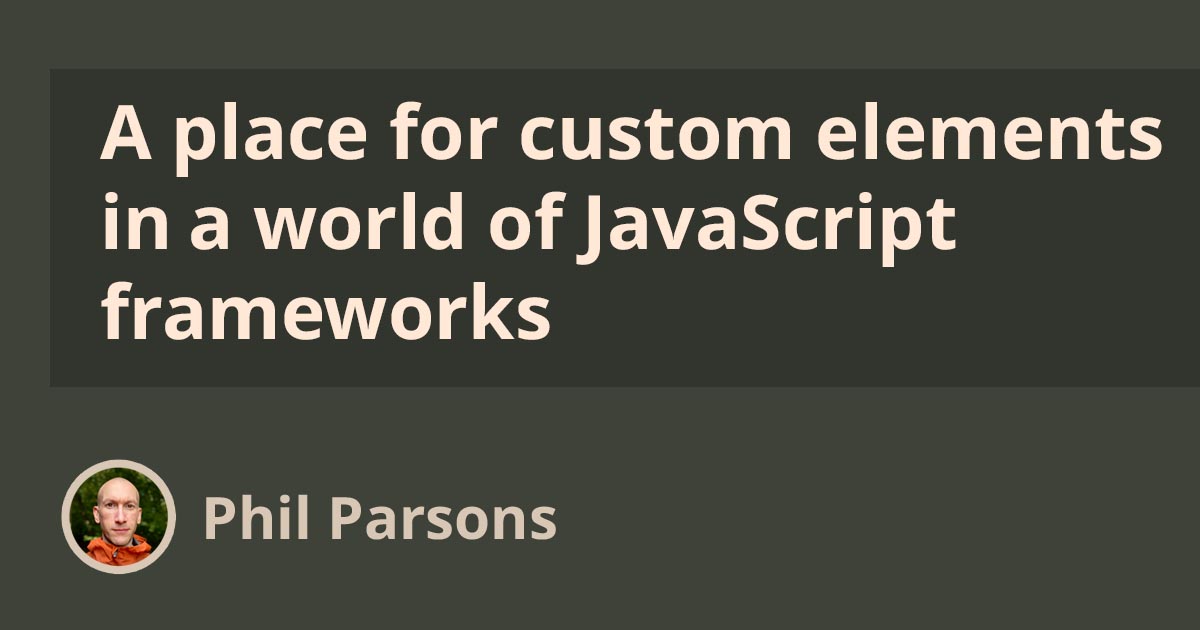 A place for custom elements
in a world of JavaScript
frameworks
Phil Parsons